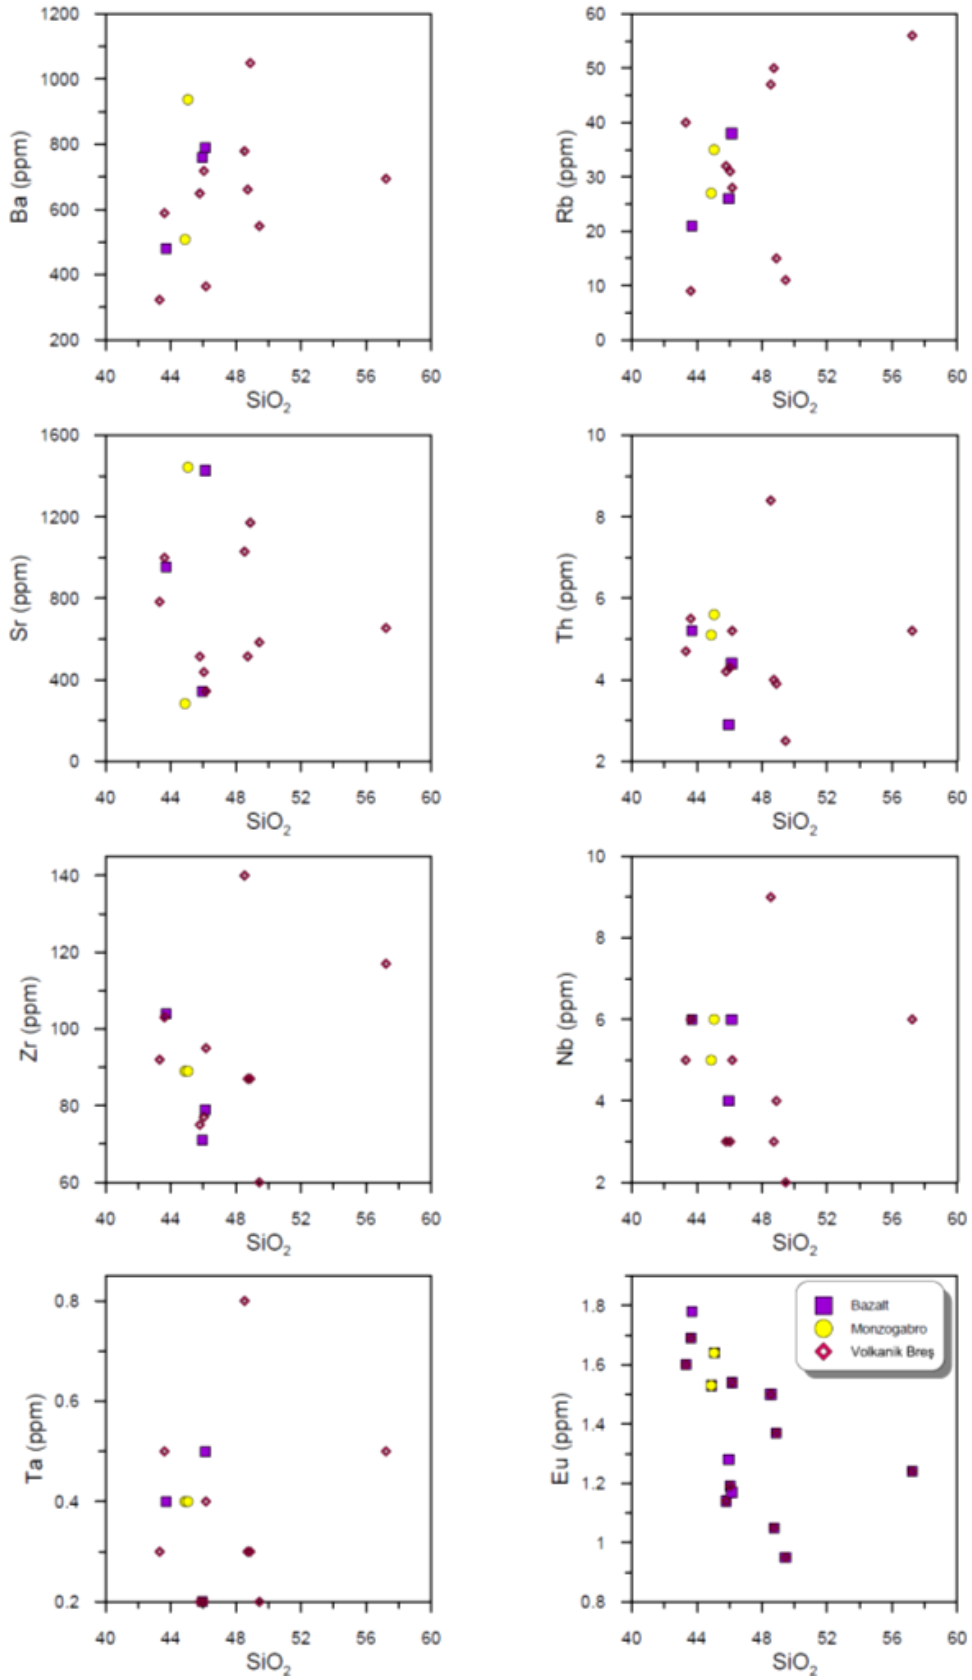 1200
1000
800
600
400
200
Ba (ppm)
40 44 48 52 56 60
SiO₂
60
50
40
30
20
10
0
Rb (ppm)
40 44 48 52 56 60
SiO₂
1600
1200
800
400
0
Sr (ppm)
40 44 48 52 56 60
SiO₂
10
8
6
4
2
Th (ppm)
40 44 48 52 56 60
SiO₂
140
120
100
80
60
Zr (ppm)
40 44 48 52 56 60
SiO₂
10
8
6
4
2
Nb (ppm)
40 44 48 52 56 60
SiO₂
0.8
0.6
0.4
0.2
Ta (ppm)
40 44 48 52 56 60
SiO₂
1.8
1.6
1.4
1.2
1
0.8
Eu (ppm)
Bazalt
Monzogabro
Volkanik Breş
40 44 48 52 56 60
SiO₂